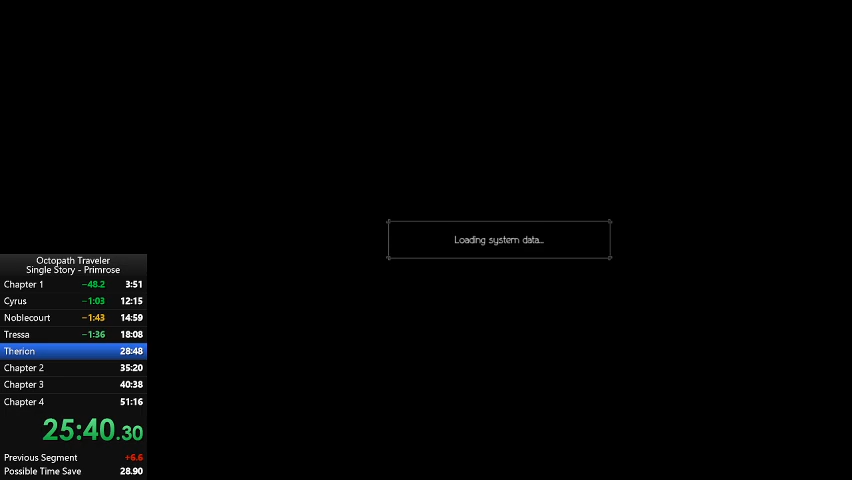 Loading system data...
Octopath Traveler
Single Story - Primrose
Chapter 1 -48.2 3:51
Cyrus -1:03 12:15
Noblecourt -1:43 14:59
Tressa -1:36 18:08
Therion 28:48
Chapter 2 35:20
Chapter 3 40:38
Chapter 4 51:16
25:40.30
Previous Segment +6.6
Possible Time Save 28.90